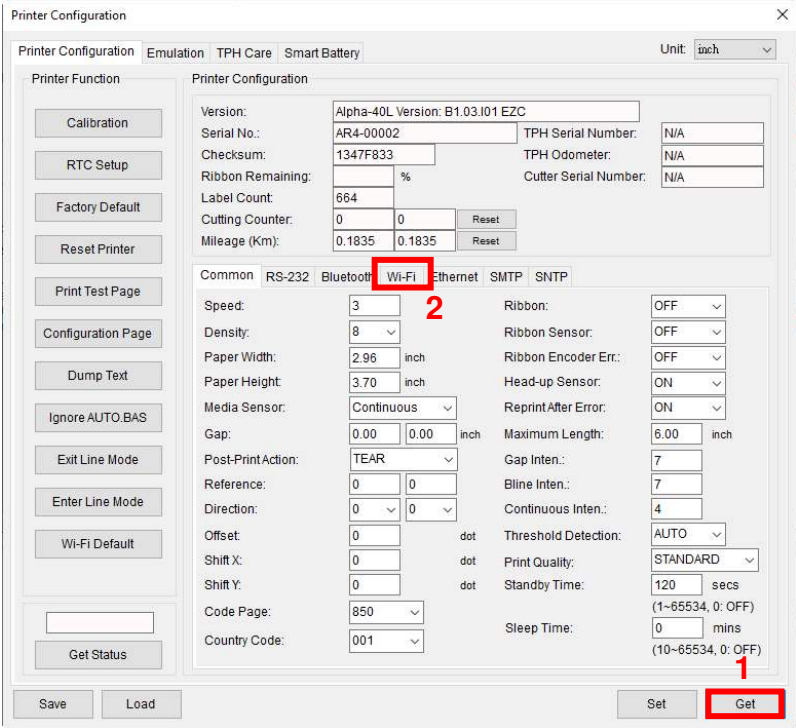 Printer Configuration
Printer Configuration Emulation TPH Care Smart Battery Unit: inch
Printer Function
Calibration
RTC Setup
Factory Default
Reset Printer
Print Test Page
Configuration Page
Dump Text
Ignore AUTO.BAS
Exit Line Mode
Enter Line Mode
Wi-Fi Default
Get Status
Printer Configuration
Version: Alpha-40L Version: B1.03.I01 EZC
Serial No.: AR4-00002 TPH Serial Number: N/A
Checksum: 1347F833 TPH Odometer: N/A
Ribbon Remaining: % Cutter Serial Number: N/A
Label Count: 664
Cutting Counter: 0 0 Reset
Mileage (Km): 0.1835 0.1835 Reset
Common RS-232 Bluetooth Wi-Fi Ethernet SMTP SNTP
2
Speed: 3 Ribbon: OFF
Density: 8 Ribbon Sensor: OFF
Paper Width: 2.96 inch Ribbon Encoder Err.: OFF
Paper Height: 3.70 inch Head-up Sensor: ON
Media Sensor: Continuous Reprint After Error: ON
Gap: 0.00 0.00 inch Maximum Length: 6.00 inch
Post-Print Action: TEAR Gap Inten.: 7
Reference: 0 0 Bline Inten.: 7
Direction: 0 0 Continuous Inten.: 4
Offset: 0 dot Threshold Detection: AUTO
Shift X: 0 dot Print Quality: STANDARD
Shift Y: 0 dot Standby Time: 120 secs
(1~65534, 0: OFF)
Code Page: 850
Sleep Time: 0 mins
Country Code: 001
(10~65534, 0: OFF)
1
Save Load Set Get